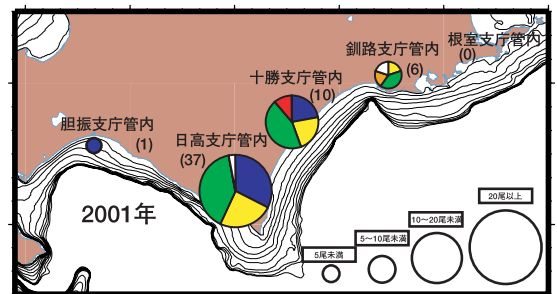 根室支庁管内
(0)
釧路支庁管内
(6)
十勝支庁管内
(10)
胆振支庁管内
(1)
日高支庁管内
(37)
2001年
20尾以上
10〜20尾未満
5〜10尾未満
5尾未満